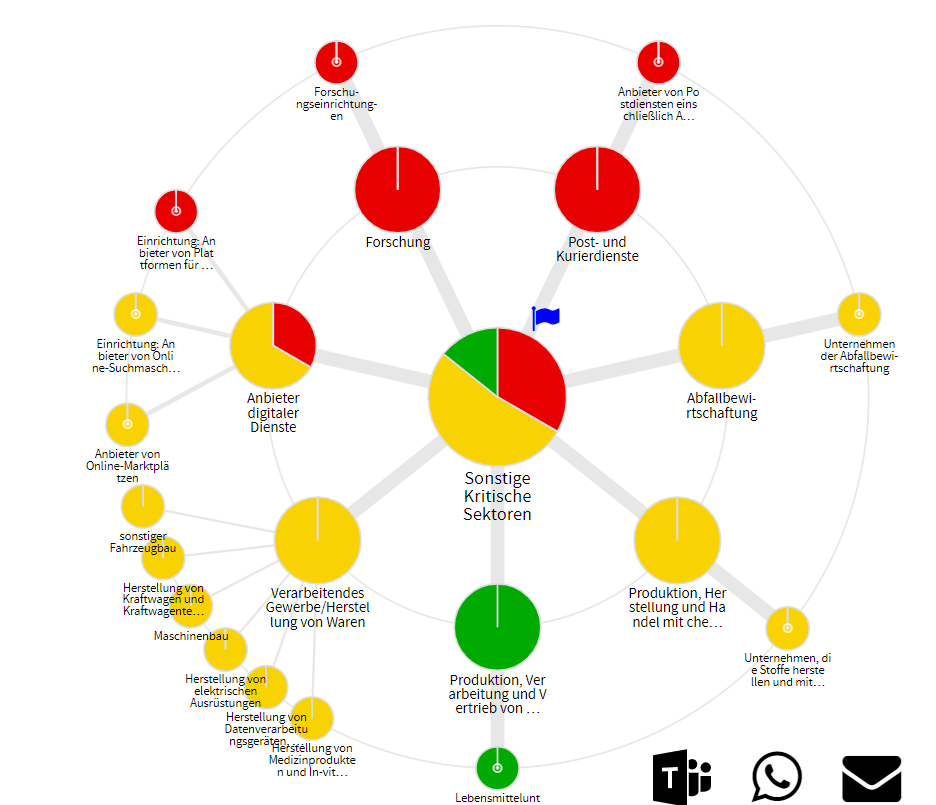 Forschu-
ngseinrichtung-
en
Anbieter von Po
stdiensten eins
chließlich A…
Forschung
Post- und
Kurierdienste
Einrichtung: An
bieter von Plat
tformen für …
Einrichtung: An
bieter von Onli
ne-Suchmasch…
Unternehmen
der Abfallbewi-
rtschaftung
Anbieter
digitaler
Dienste
Abfallbewi-
rtschaftung
Anbieter von
Online-Marktplä
tzen
Sonstige
Kritische
Sektoren
sonstiger
Fahrzeugbau
Herstellung von
Kraftwagen und
Kraftwagente…
Maschinenbau
Verarbeitendes
Gewerbe/Herstel
lung von Waren
Produktion, Her
stellung und Ha
ndel mit che…
Unternehmen, di
e Stoffe herste
llen und mit…
Herstellung von
elektrischen
Ausrüstungen
Produktion, Ver
arbeitung und V
ertrieb von …
Herstellung von
Datenverarbeitu
ngsgeräten,…
Herstellung von
Medizinprodukte
n und In-vit…
Lebensmittelunt
T